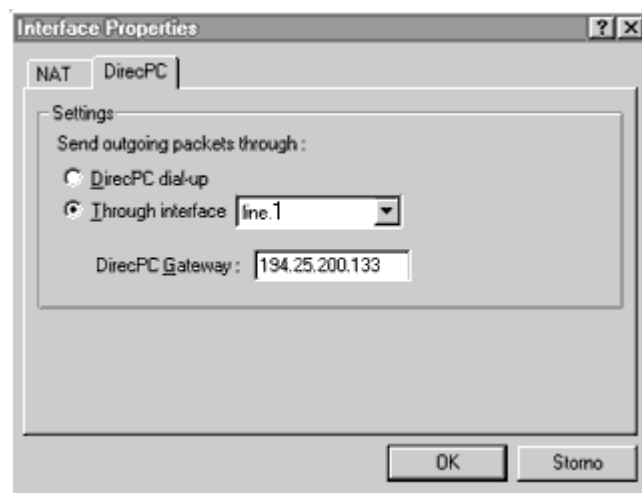 Interface Properties
NAT
DirecPC
Settings
Send outgoing packets through :
DirecPC dial-up
Through interface line.1
DirecPC Gateway : 194.25.200.133
OK
Storno